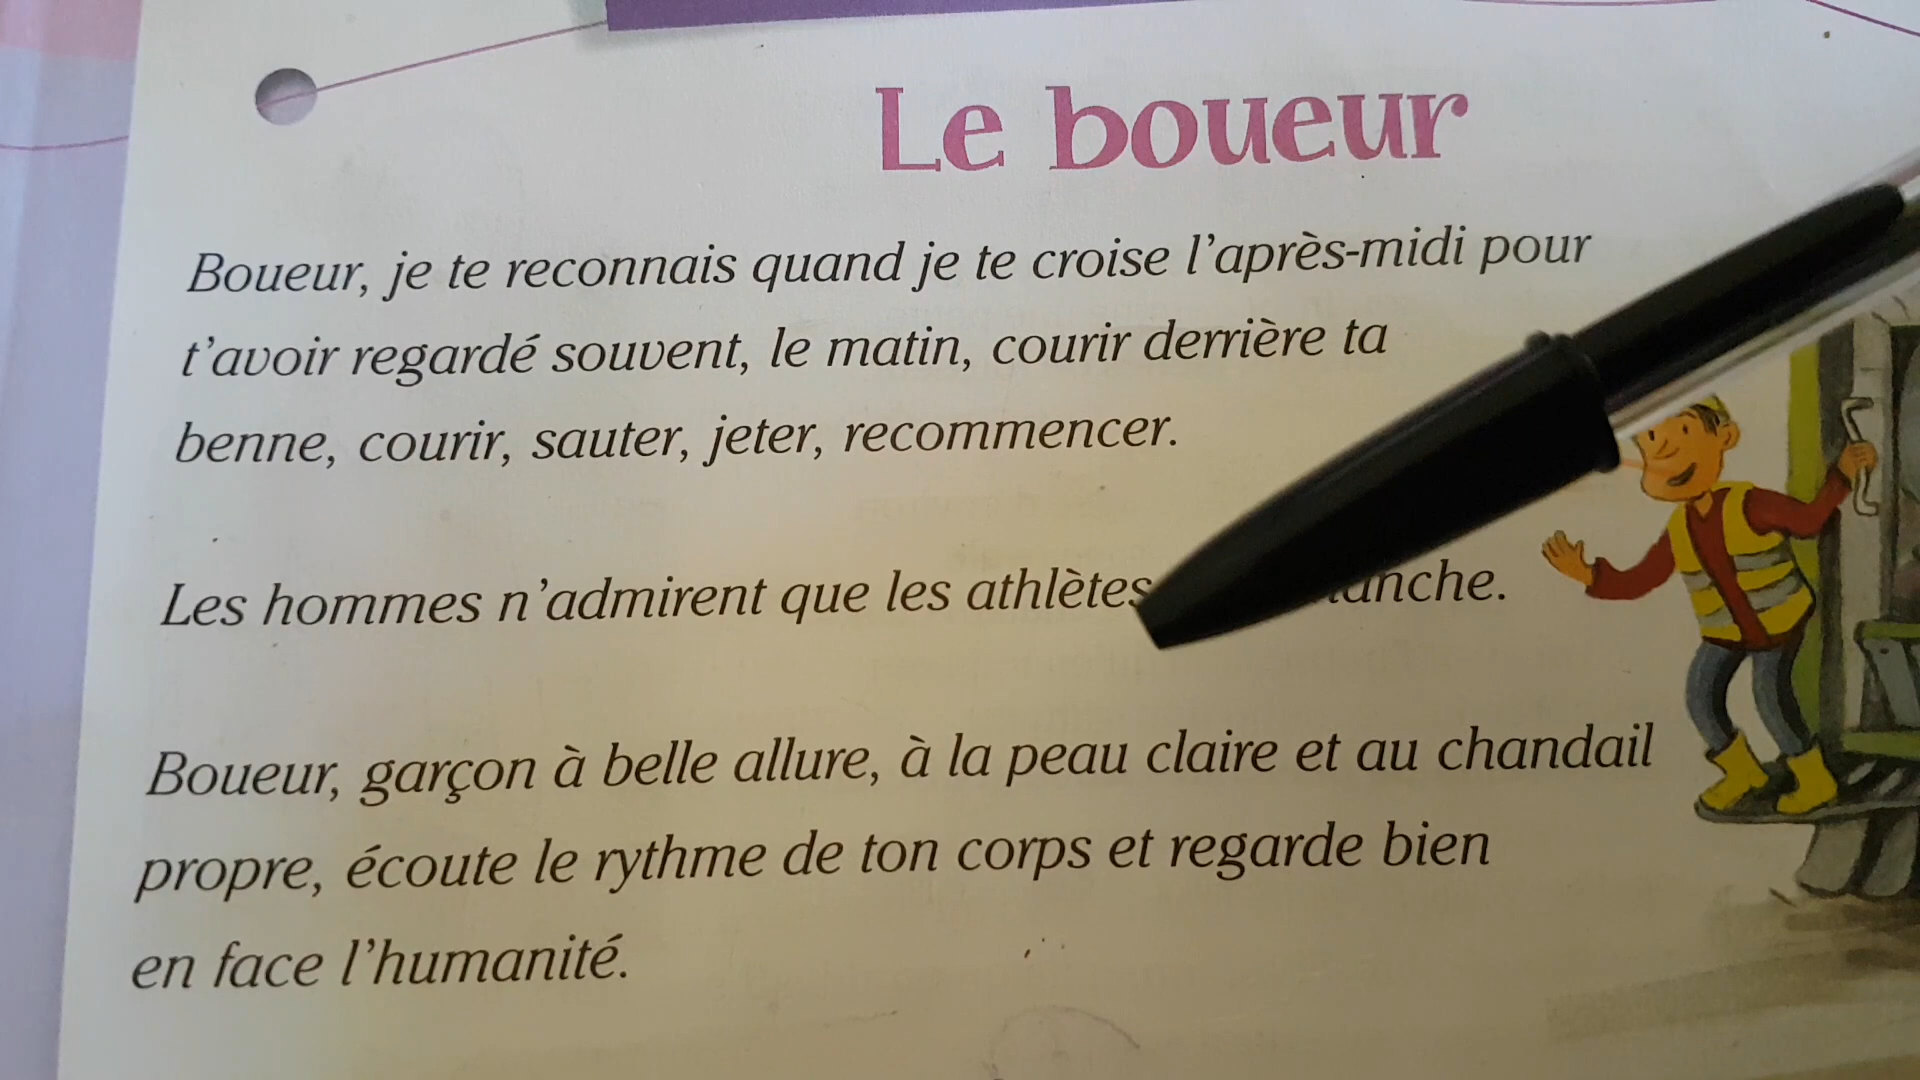 Le boueur
Boueur, je te reconnais quand je te croise l'après-midi pour
t'avoir regardé souvent, le matin, courir derrière ta
benne, courir, sauter, jeter, recommencer.
Les hommes n'admirent que les athlètes
Boueur, garçon à belle allure, à la peau claire et au chandail
propre, écoute le rythme de ton corps et regarde bien
en face l'humanité.